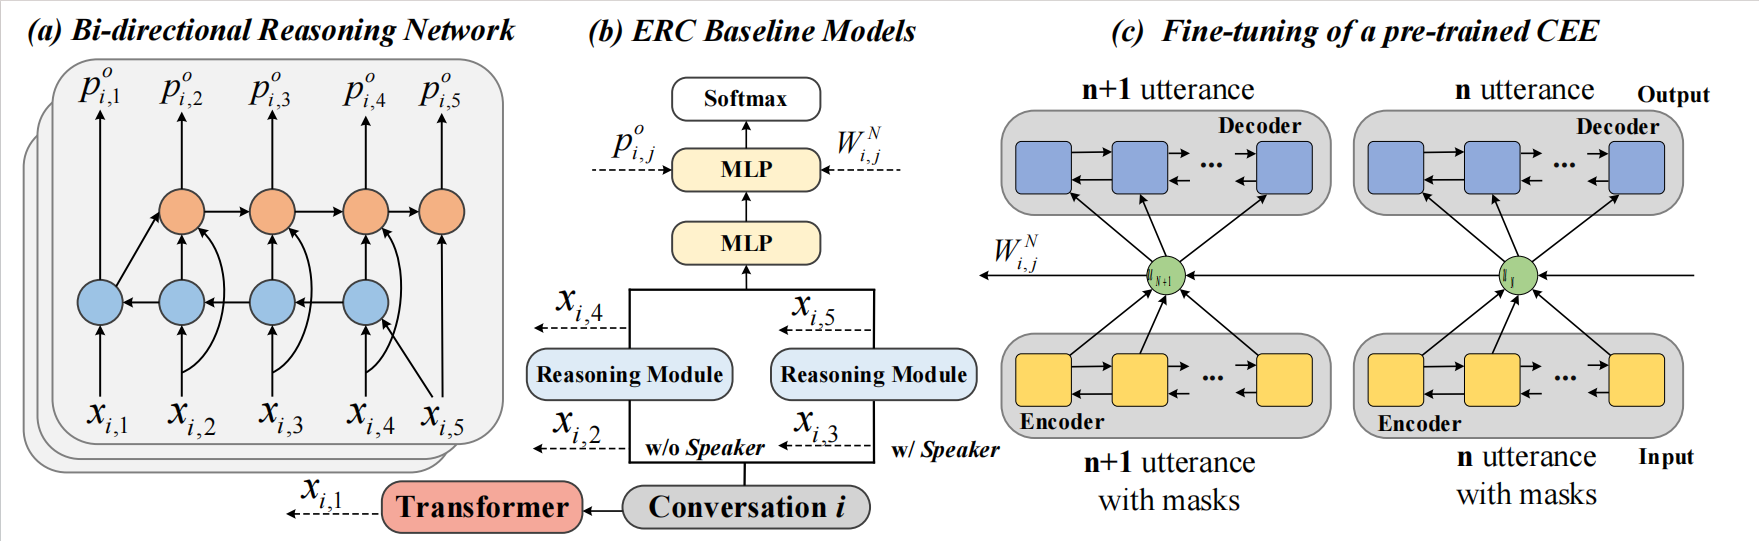 (a) Bi-directional Reasoning Network
p^o_{i,1} p^o_{i,2} p^o_{i,3} p^o_{i,4} p^o_{i,5}
x_{i,1} x_{i,2} x_{i,3} x_{i,4} x_{i,5}
(b) ERC Baseline Models
Softmax
p^o_{i,j} MLP W^N_{i,j}
MLP
x_{i,4} x_{i,5}
Reasoning Module Reasoning Module
x_{i,2} w/o Speaker x_{i,3} w/ Speaker
x_{i,1} Transformer Conversation i
(c) Fine-tuning of a pre-trained CEE
n+1 utterance n utterance Output
Decoder Decoder
... ...
W^N_{i,j} N+1
... ...
Encoder Encoder
n+1 utterance n utterance Input
with masks with masks